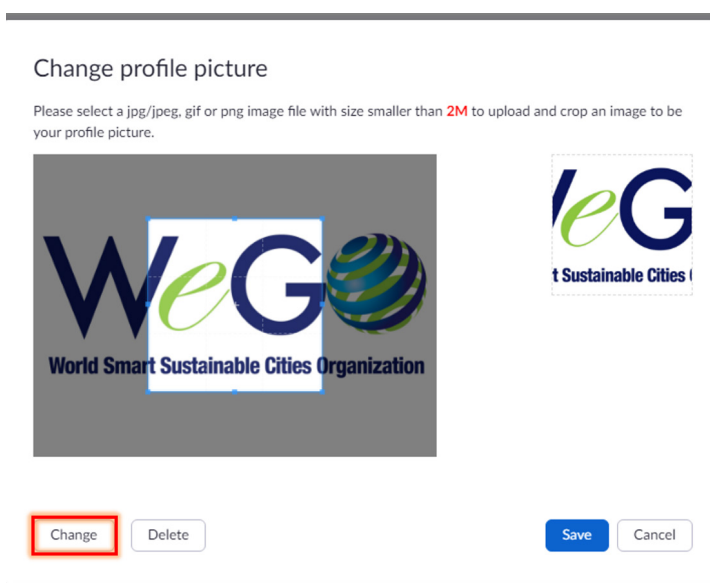 Change profile picture
Please select a jpg/jpeg, gif or png image file with size smaller than 2M to upload and crop an image to be
your profile picture.
WeGO
World Smart Sustainable Cities Organization
eG
t Sustainable Cities
Change
Delete
Save
Cancel